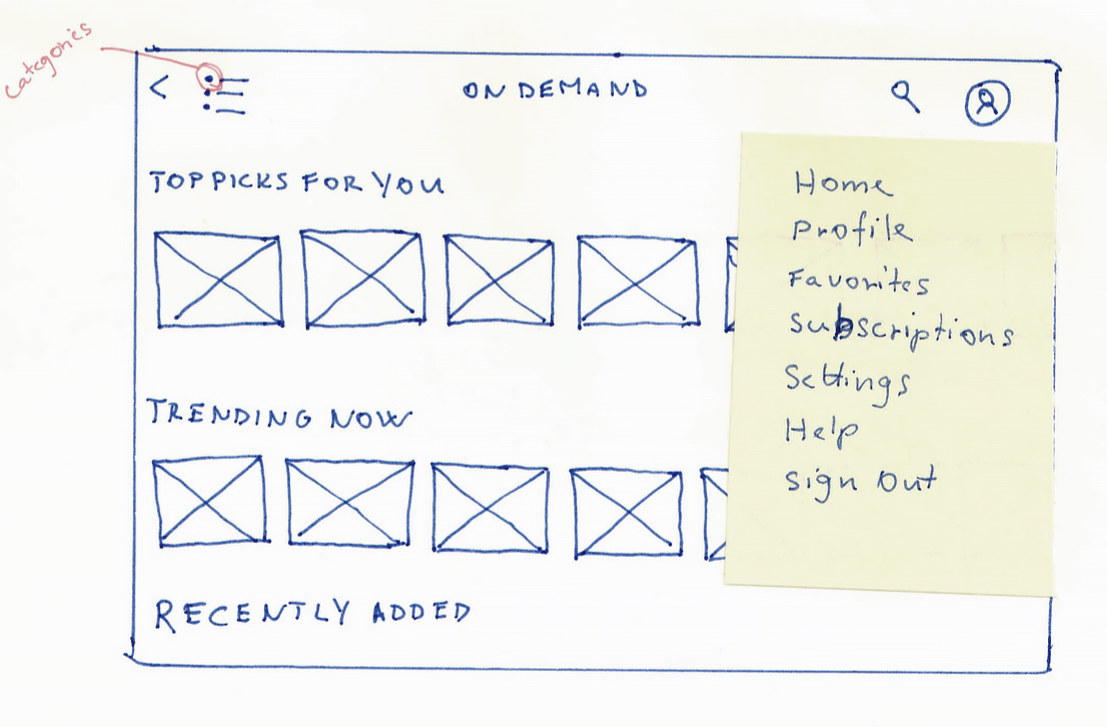 categories
ON DEMAND
TOP PICKS FOR YOU
Home
Profile
Favorites
Subscriptions
Settings
Help
Sign Out
TRENDING NOW
RECENTLY ADDED